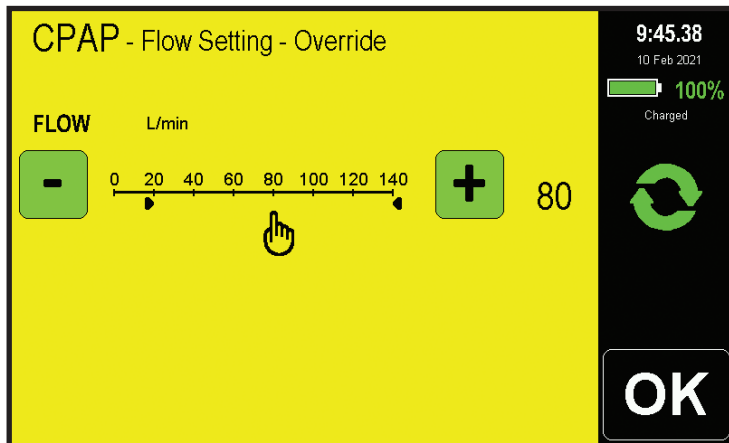 CPAP - Flow Setting - Override
FLOW L/min
- 0 20 40 60 80 100 120 140 + 80
9:45.38
10 Feb 2021
100%
Charged
OK